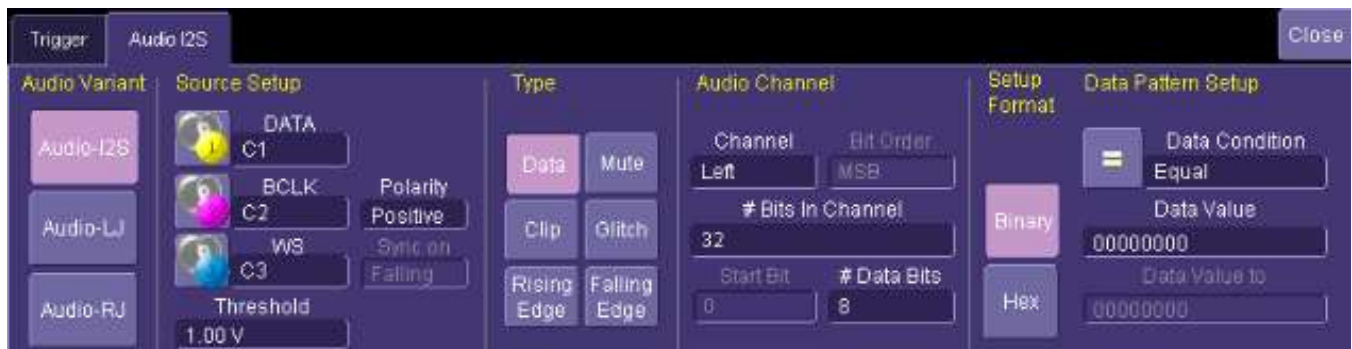 Trigger
Audio I2S
Close
Audio Variant
Audio-I2S
Audio-LJ
Audio-RJ
Source Setup
DATA
C1
BCLK
C2
Polarity
Positive
WS
C3
Sync on
Falling
Threshold
1.00 V
Type
Data
Mute
Clip
Glitch
Rising
Edge
Falling
Edge
Audio Channel
Channel
Left
Bit Order
MSB
# Bits In Channel
32
Start Bit
0
# Data Bits
8
Setup
Format
Binary
Hex
Data Pattern Setup
=
Data Condition
Equal
Data Value
00000000
Data Value to
00000000